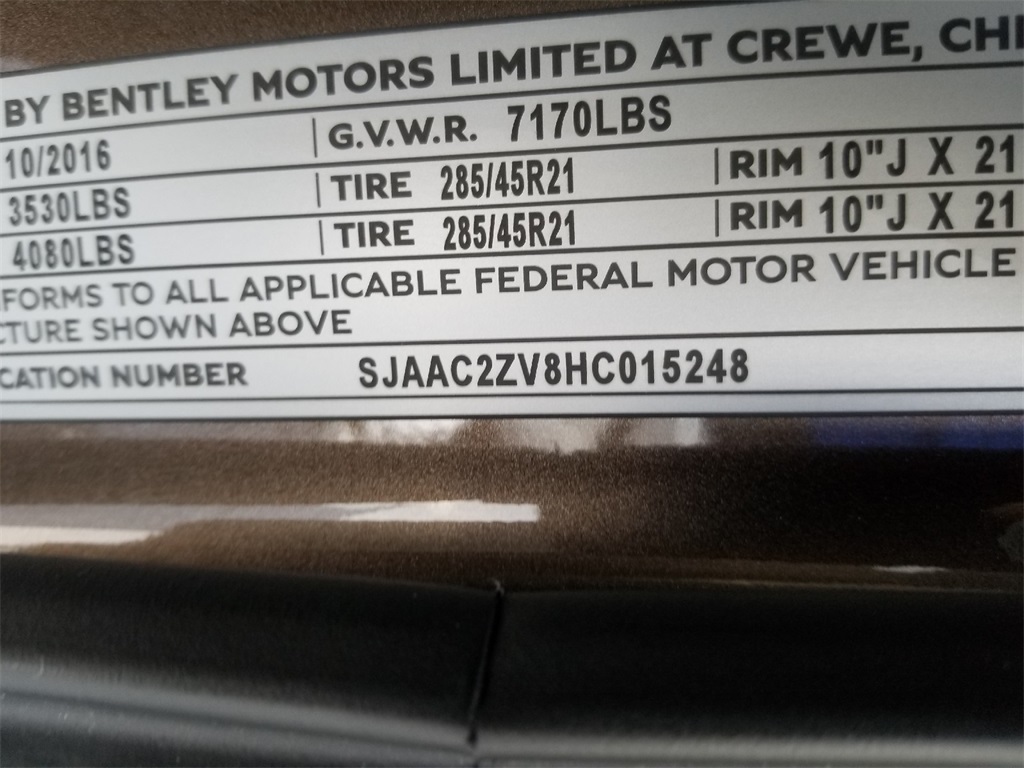 BY BENTLEY MOTORS LIMITED AT CREWE, CHE
10/2016 G.V.W.R. 7170LBS
3530LBS TIRE 285/45R21 RIM 10"J X 21
4080LBS TIRE 285/45R21 RIM 10"J X 21
FORMS TO ALL APPLICABLE FEDERAL MOTOR VEHICLE
CTURE SHOWN ABOVE
CATION NUMBER SJAAC2ZV8HC015248